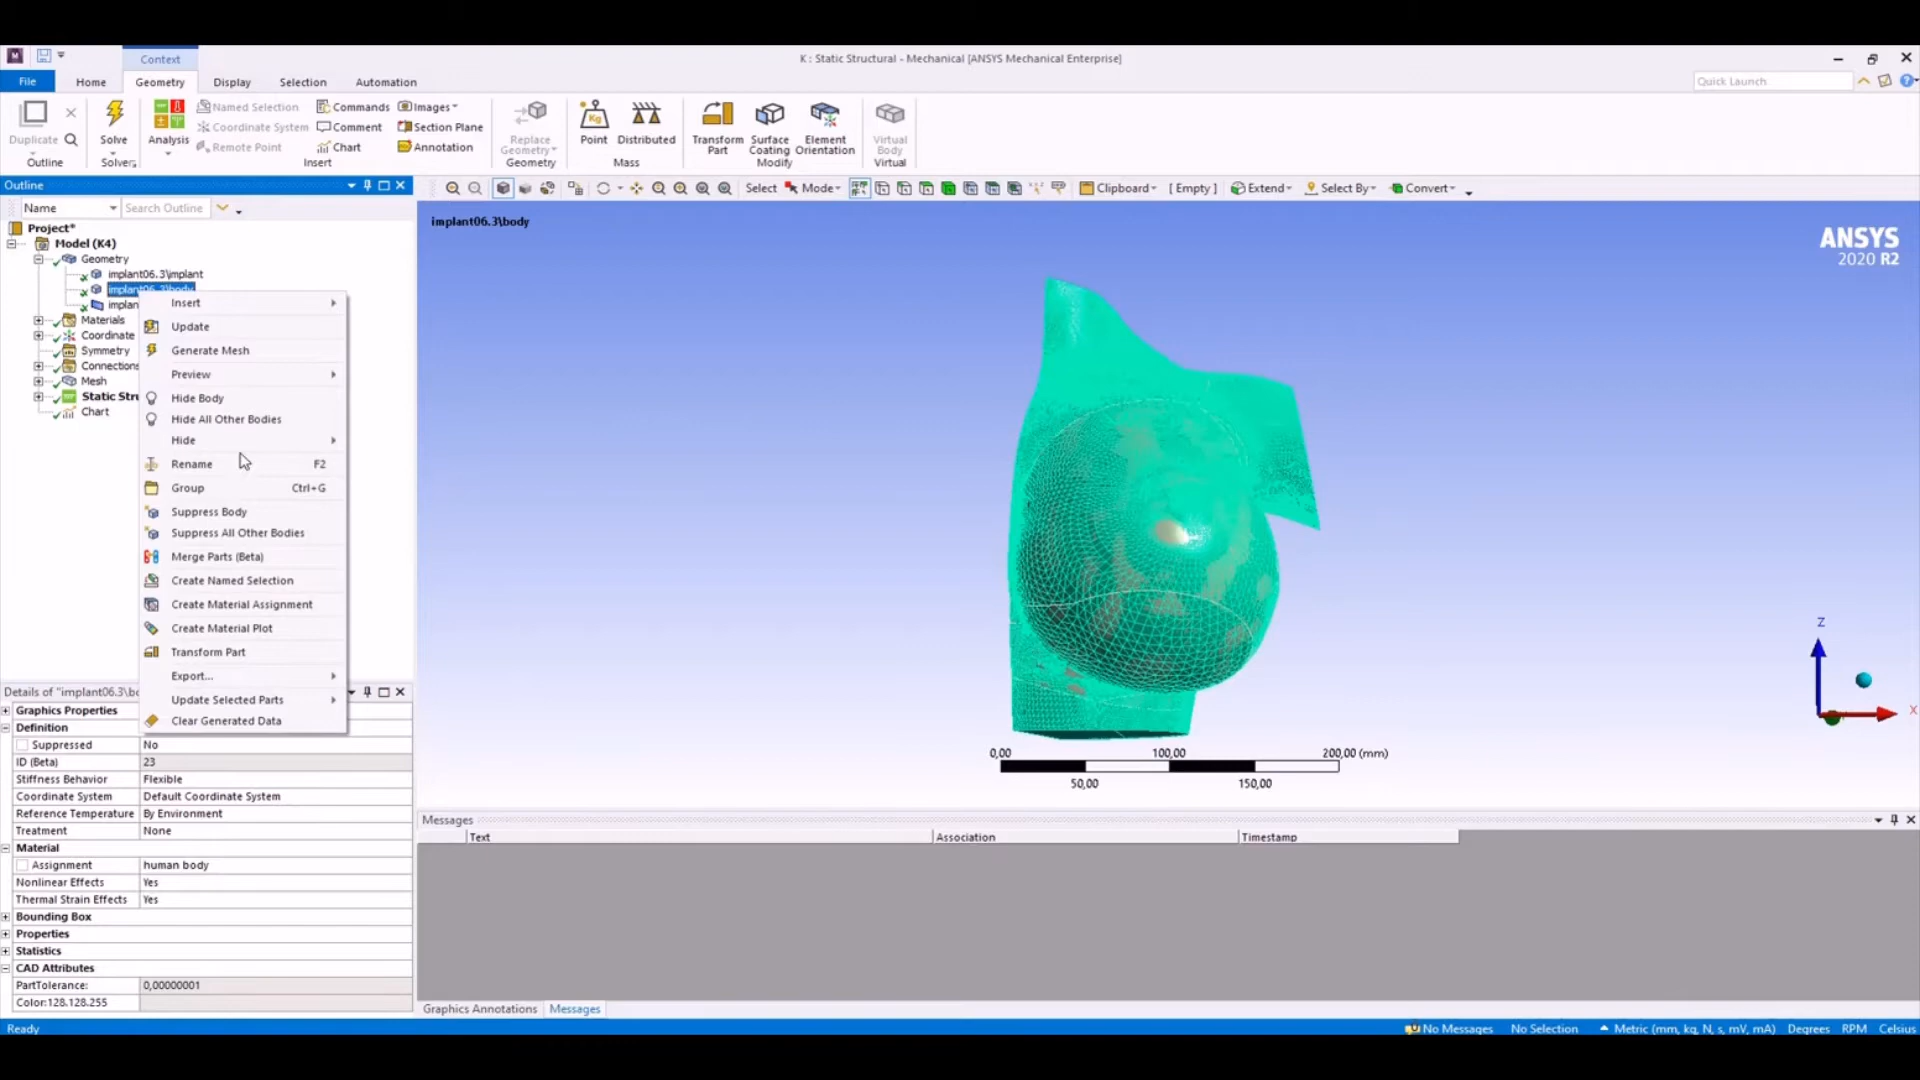 K : Static Structural - Mechanical [ANSYS Mechanical Enterprise]
Context
File Home Geometry Display Selection Automation
Quick Launch
Duplicate
Outline
Solve
Solver
Analysis
Named Selection
Coordinate System
Remote Point
Commands
Comment
Chart
Images
Section Plane
Annotation
Insert
Replace Geometry
Geometry
Point
Distributed
Mass
Transform Part
Surface Coating
Element Orientation
Modify
Virtual Body
Virtual
Outline
Select Mode Clipboard [ Empty ] Extend Select By Convert
Name Search Outline
Project*
Model (K4)
Geometry
implant06.3\implant
implant06.3\body
implan
Materials
Coordinate
Symmetry
Connections
Mesh
Static Stru
Chart
Insert
Update
Generate Mesh
Preview
Hide Body
Hide All Other Bodies
Hide
Rename F2
Group Ctrl+G
Suppress Body
Suppress All Other Bodies
Merge Parts (Beta)
Create Named Selection
Create Material Assignment
Create Material Plot
Transform Part
Export...
Update Selected Parts
Clear Generated Data
Details of "implant06.3\bo
Graphics Properties
Definition
Suppressed No
ID (Beta) 23
Stiffness Behavior Flexible
Coordinate System Default Coordinate System
Reference Temperature By Environment
Treatment None
Material
Assignment human body
Nonlinear Effects Yes
Thermal Strain Effects Yes
Bounding Box
Properties
Statistics
CAD Attributes
PartTolerance: 0,00000001
Color:128.128.255
implant06.3\body
ANSYS
2020 R2
Z
X
0,00 100,00 200,00 (mm)
50,00 150,00
Messages
Text Association Timestamp
Graphics Annotations Messages
Ready No Messages No Selection Metric (mm, kg, N, s, mV, mA) Degrees RPM Celsius